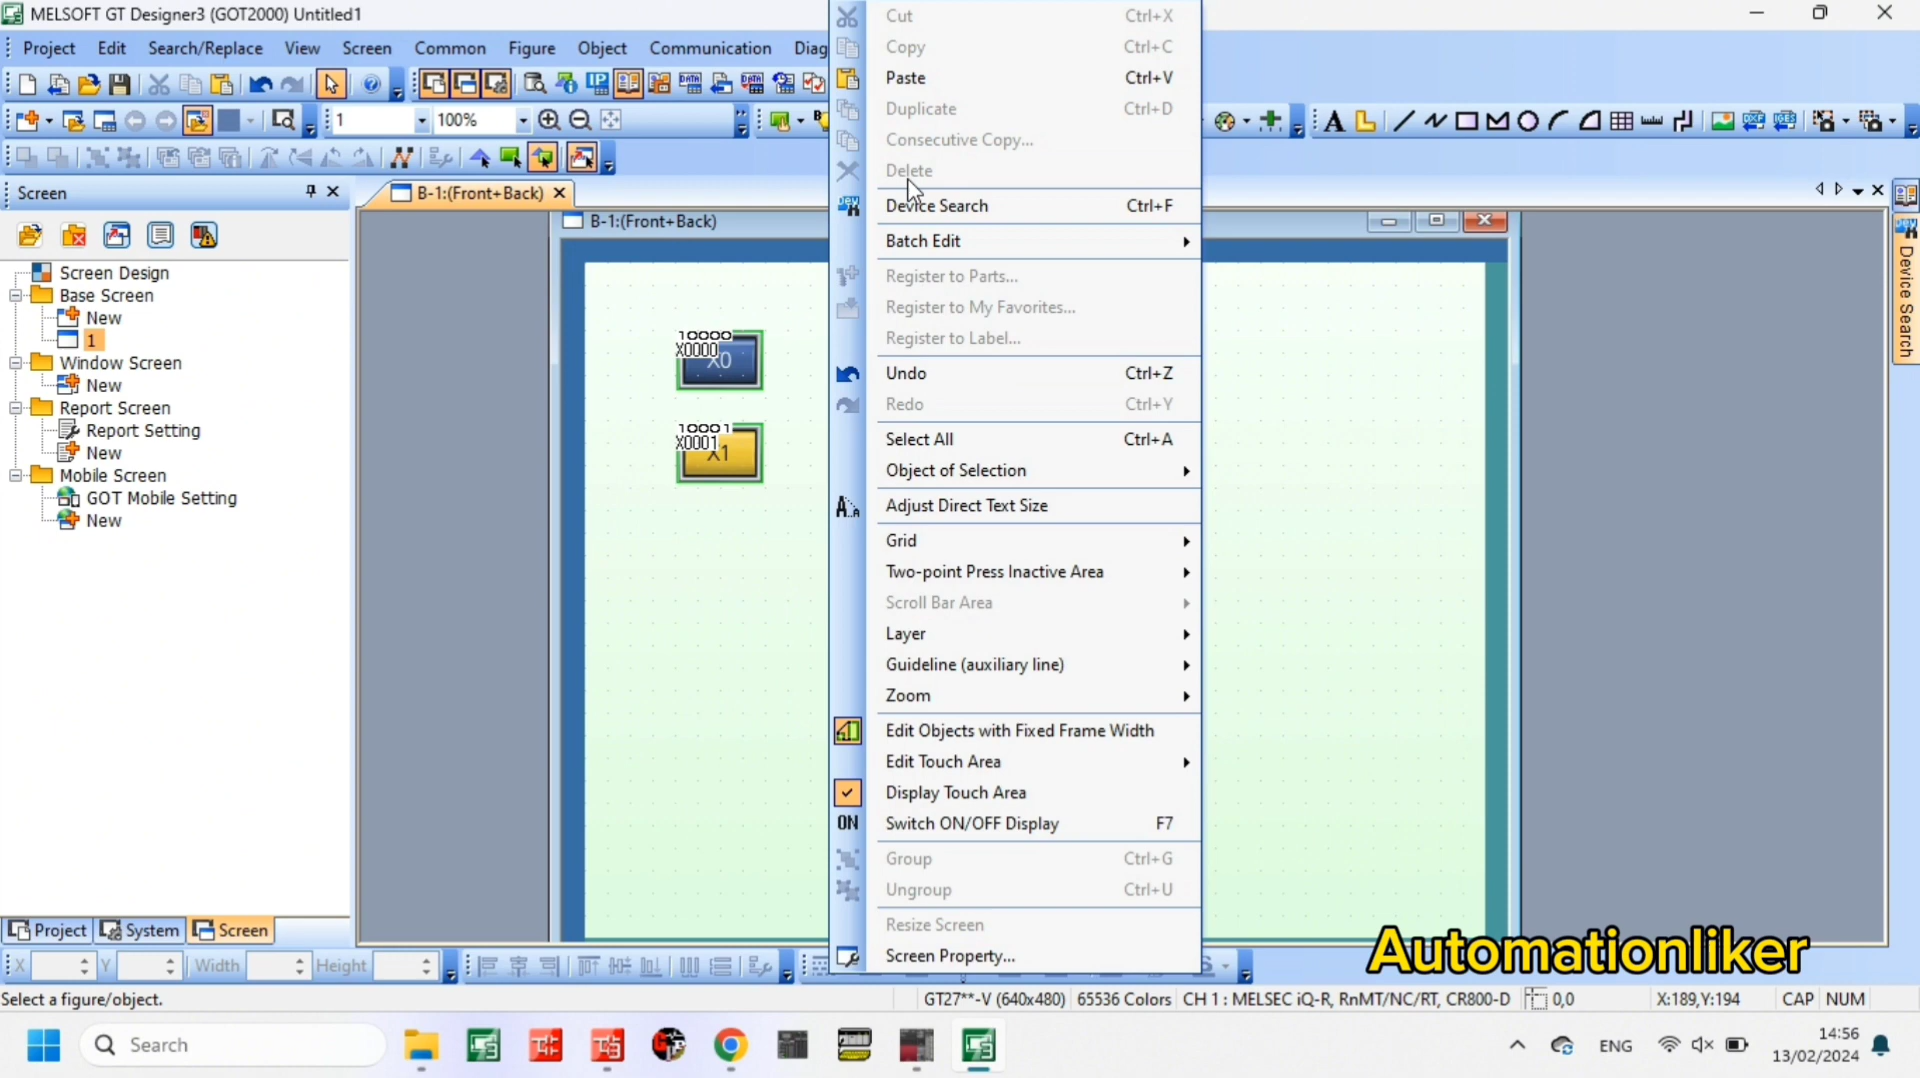 MELSOFT GT Designer3 (GOT2000) Untitled1
Project Edit Search/Replace View Screen Common Figure Object Communication Diag
1 100%
Screen
B-1:(Front+Back)
B-1:(Front+Back)
Screen Design
Base Screen
New
1
Window Screen
New
Report Screen
Report Setting
New
Mobile Screen
GOT Mobile Setting
New
10000
X0000
X0
10001
X0001
X1
Cut Ctrl+X
Copy Ctrl+C
Paste Ctrl+V
Duplicate Ctrl+D
Consecutive Copy...
Delete
Device Search Ctrl+F
Batch Edit
Register to Parts...
Register to My Favorites...
Register to Label...
Undo Ctrl+Z
Redo Ctrl+Y
Select All Ctrl+A
Object of Selection
Adjust Direct Text Size
Grid
Two-point Press Inactive Area
Scroll Bar Area
Layer
Guideline (auxiliary line)
Zoom
Edit Objects with Fixed Frame Width
Edit Touch Area
Display Touch Area
ON Switch ON/OFF Display F7
Group Ctrl+G
Ungroup Ctrl+U
Resize Screen
Screen Property...
Device Search
Project System Screen
X Y Width Height
Automationliker
Select a figure/object.
GT27**-V (640x480) 65536 Colors CH 1 : MELSEC iQ-R, RnMT/NC/RT, CR800-D 0,0 X:189,Y:194 CAP NUM
Search
ENG
14:56
13/02/2024